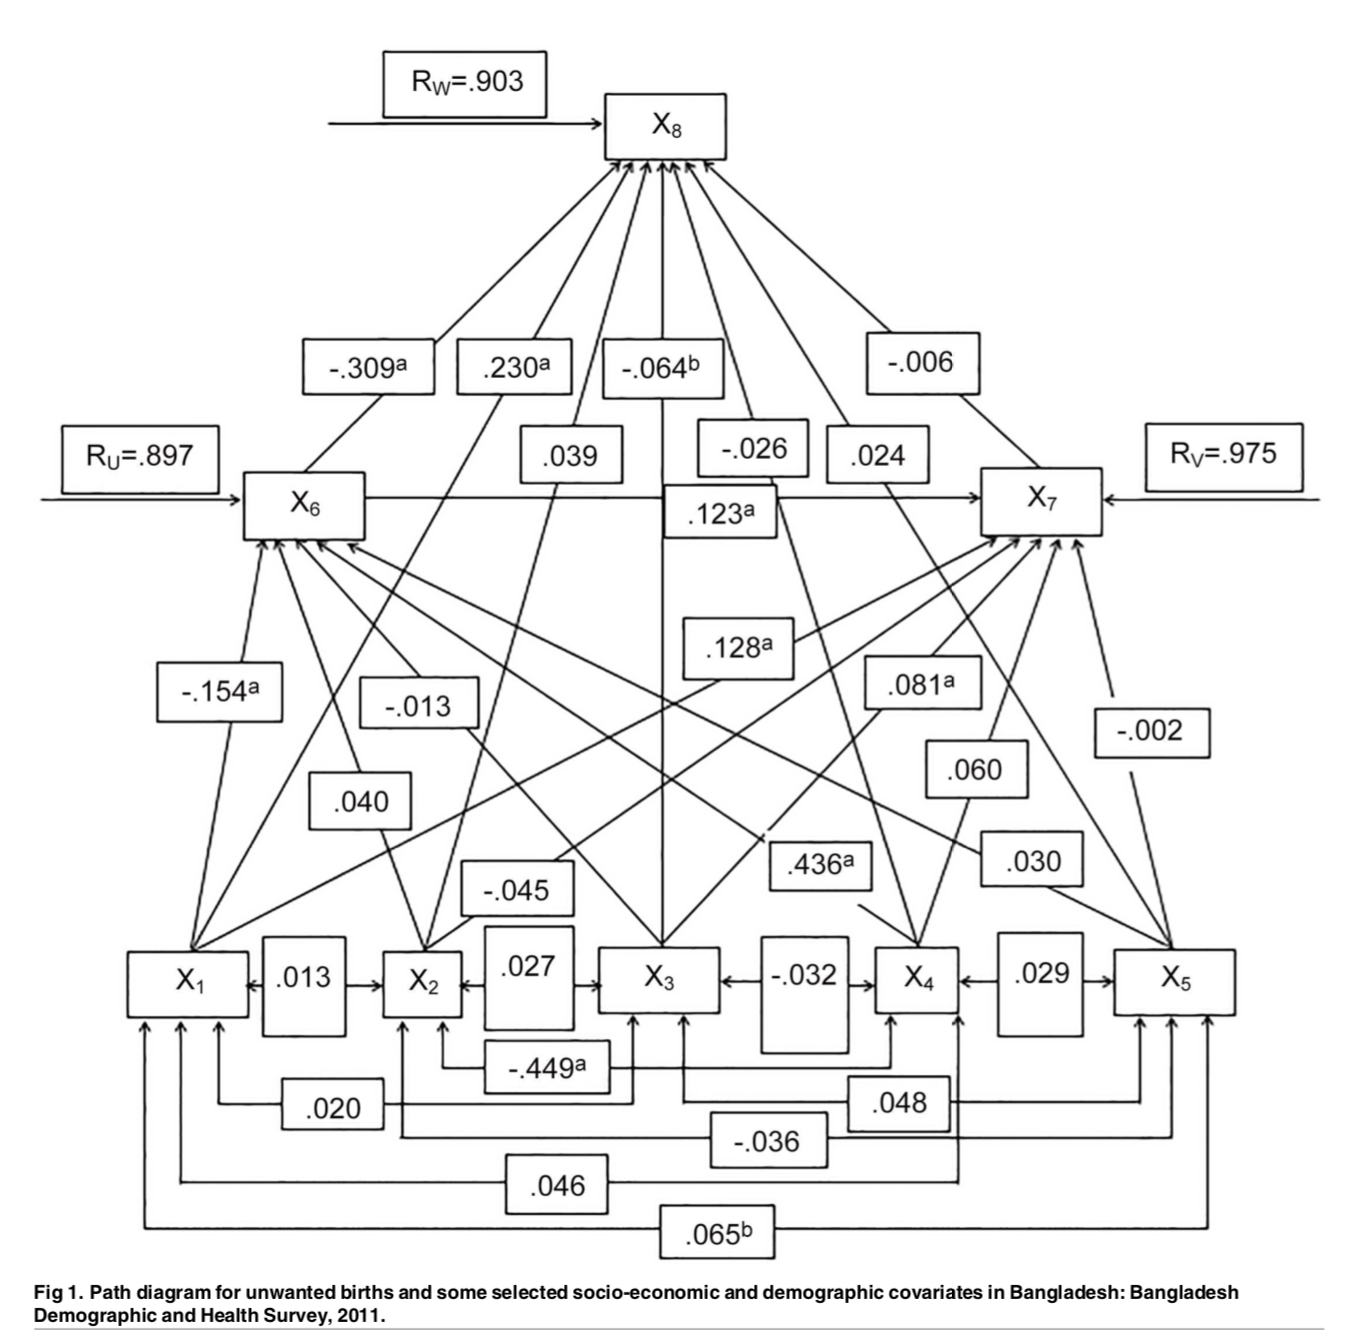 R_W=.903
X_8
-.309^a
.230^a
-.064^b
-.006
R_U=.897
.039
-.026
.024
R_V=.975
X_6
.123^a
X_7
.128^a
-.154^a
-.013
.081^a
-.002
.040
.060
-.045
.436^a
.030
X_1
.013
X_2
.027
X_3
-.032
X_4
.029
X_5
-.449^a
.020
.048
-.036
.046
.065^b
Fig 1. Path diagram for unwanted births and some selected socio-economic and demographic covariates in Bangladesh: Bangladesh
Demographic and Health Survey, 2011.